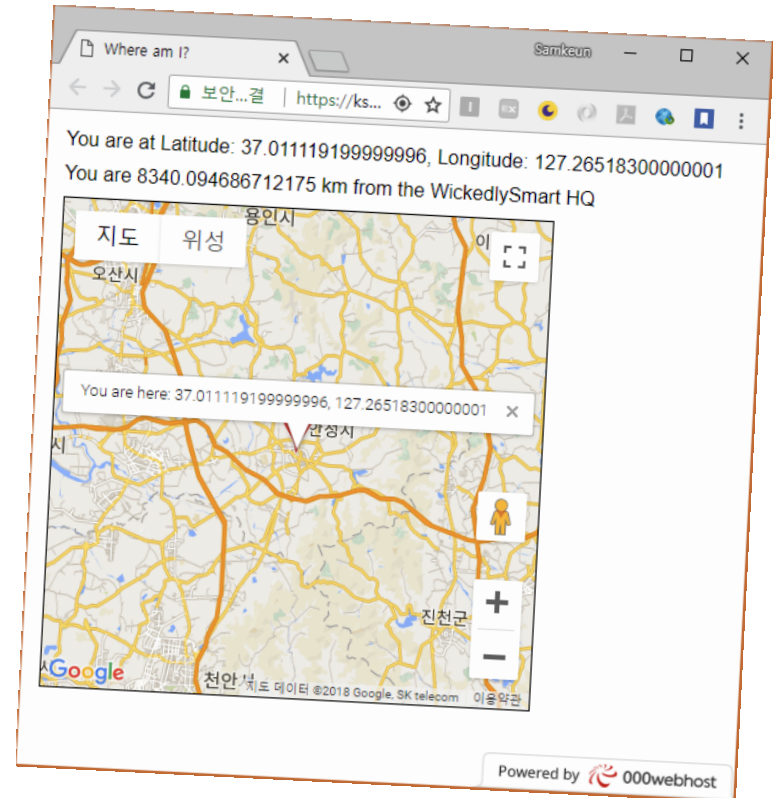 Where am I?
Samkeun
보안...결
https://ks...
You are at Latitude: 37.011119199999996, Longitude: 127.26518300000001
You are 8340.094686712175 km from the WickedlySmart HQ
지도
위성
용인시
이
오산시
You are here: 37.011119199999996, 127.26518300000001
안성시
시
진천군
Google
천안
지도 데이터 ©2018 Google, SK telecom
이용약관
Powered by 000webhost